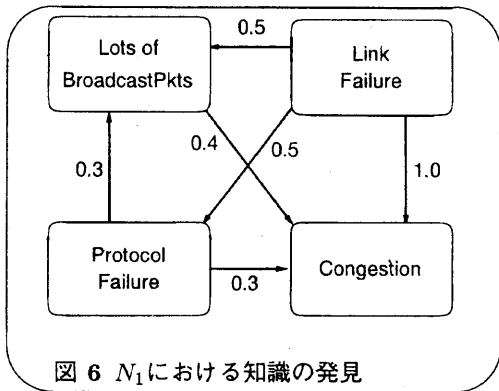 0.5
Lots of
BroadcastPkts
Link
Failure
0.3
0.4
0.5
1.0
Protocol
Failure
0.3
Congestion
図 6 N₁における知識の発見